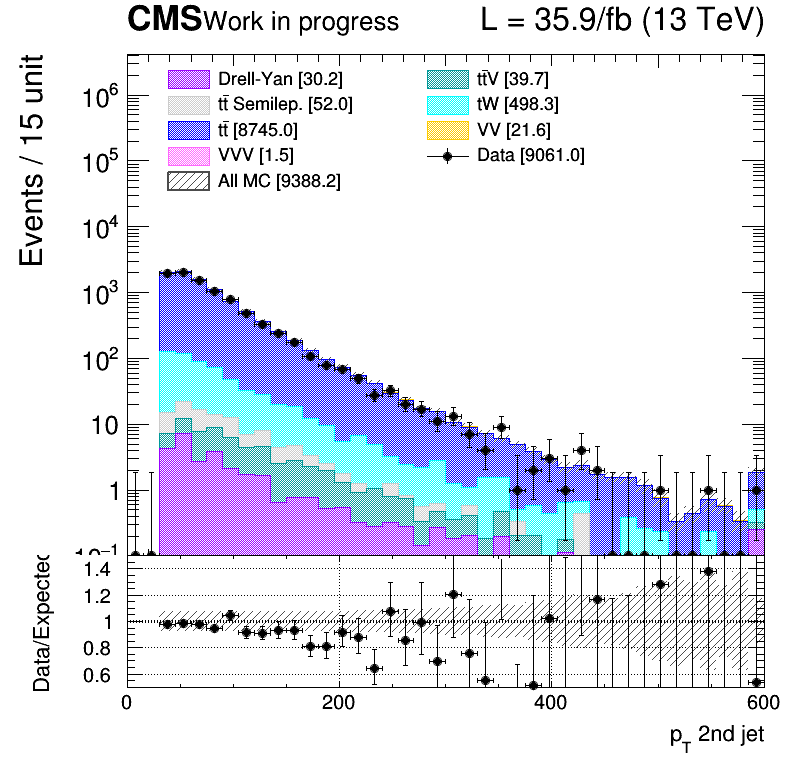 CMS Work in progress L = 35.9/fb (13 TeV)
Events / 15 unit
Drell-Yan [30.2]
tt̄ Semilep. [52.0]
tt̄ [8745.0]
VVV [1.5]
All MC [9388.2]
tt̄V [39.7]
tW [498.3]
VV [21.6]
Data [9061.0]
10⁶
10⁵
10⁴
10³
10²
10
1
10⁻¹
Data/Expected
1.4
1.2
1
0.8
0.6
0 200 400 600
p_T 2nd jet